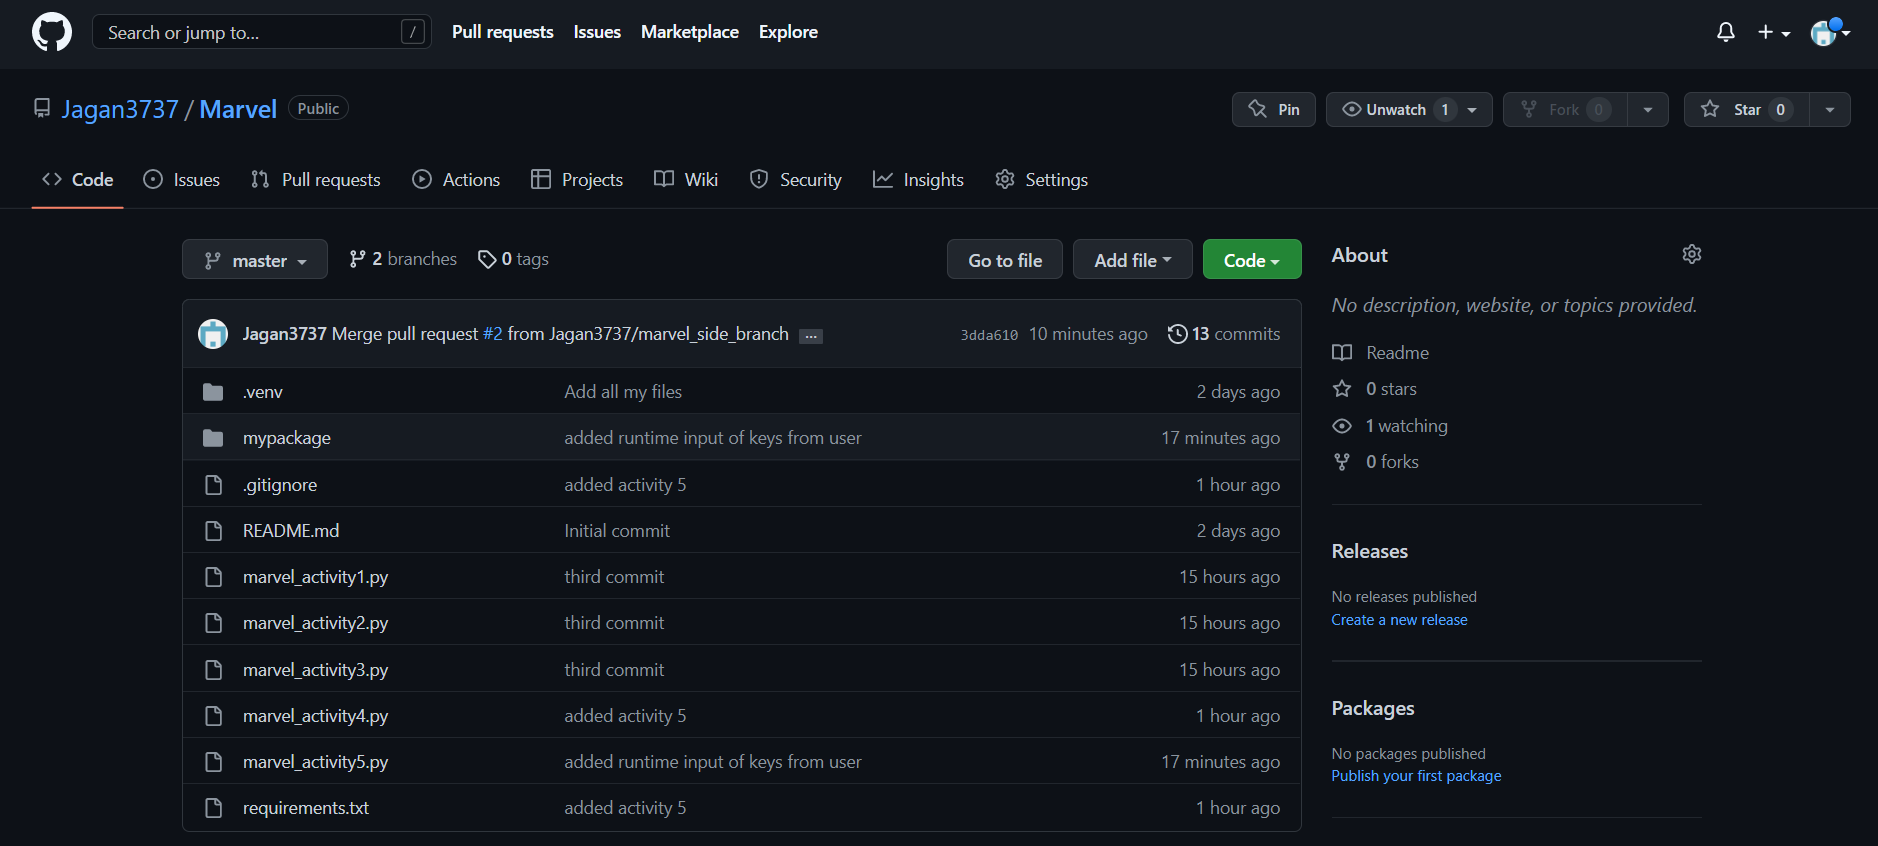 Search or jump to... / Pull requests Issues Marketplace Explore
Jagan3737 / Marvel Public Pin Unwatch 1 Fork 0 Star 0
Code Issues Pull requests Actions Projects Wiki Security Insights Settings
master 2 branches 0 tags Go to file Add file Code
Jagan3737 Merge pull request #2 from Jagan3737/marvel_side_branch ... 3dda610 10 minutes ago 13 commits
.venv Add all my files 2 days ago
mypackage added runtime input of keys from user 17 minutes ago
.gitignore added activity 5 1 hour ago
README.md Initial commit 2 days ago
marvel_activity1.py third commit 15 hours ago
marvel_activity2.py third commit 15 hours ago
marvel_activity3.py third commit 15 hours ago
marvel_activity4.py added activity 5 1 hour ago
marvel_activity5.py added runtime input of keys from user 17 minutes ago
requirements.txt added activity 5 1 hour ago
About
No description, website, or topics provided.
Readme
0 stars
1 watching
0 forks
Releases
No releases published
Create a new release
Packages
No packages published
Publish your first package